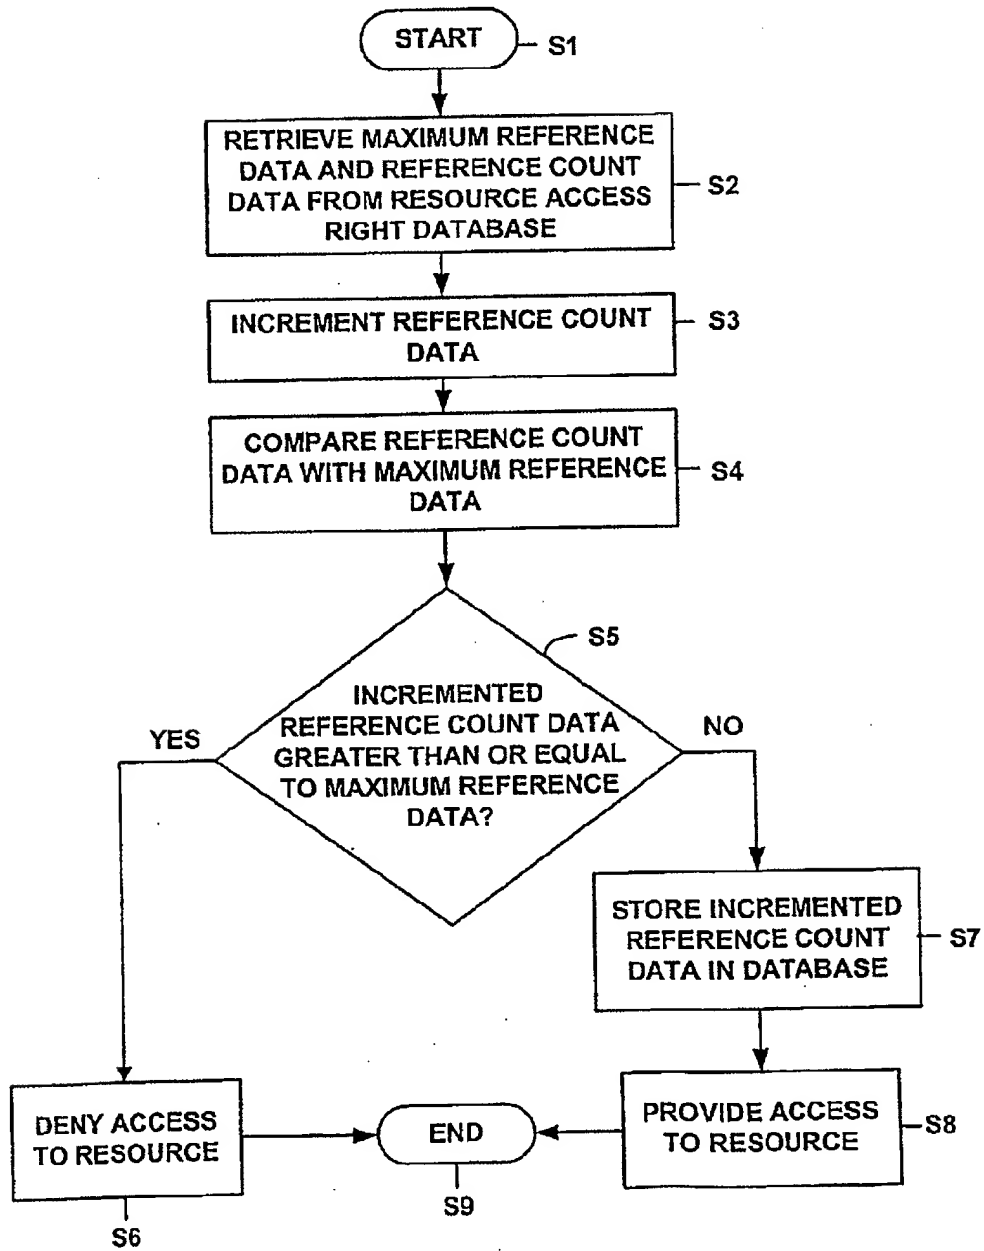 START
S1
RETRIEVE MAXIMUM REFERENCE
DATA AND REFERENCE COUNT
DATA FROM RESOURCE ACCESS
RIGHT DATABASE
S2
INCREMENT REFERENCE COUNT
DATA
S3
COMPARE REFERENCE COUNT
DATA WITH MAXIMUM REFERENCE
DATA
S4
S5
INCREMENTED
REFERENCE COUNT DATA
GREATER THAN OR EQUAL
TO MAXIMUM REFERENCE
DATA?
YES
NO
STORE INCREMENTED
REFERENCE COUNT
DATA IN DATABASE
S7
DENY ACCESS
TO RESOURCE
S6
END
S9
PROVIDE ACCESS
TO RESOURCE
S8